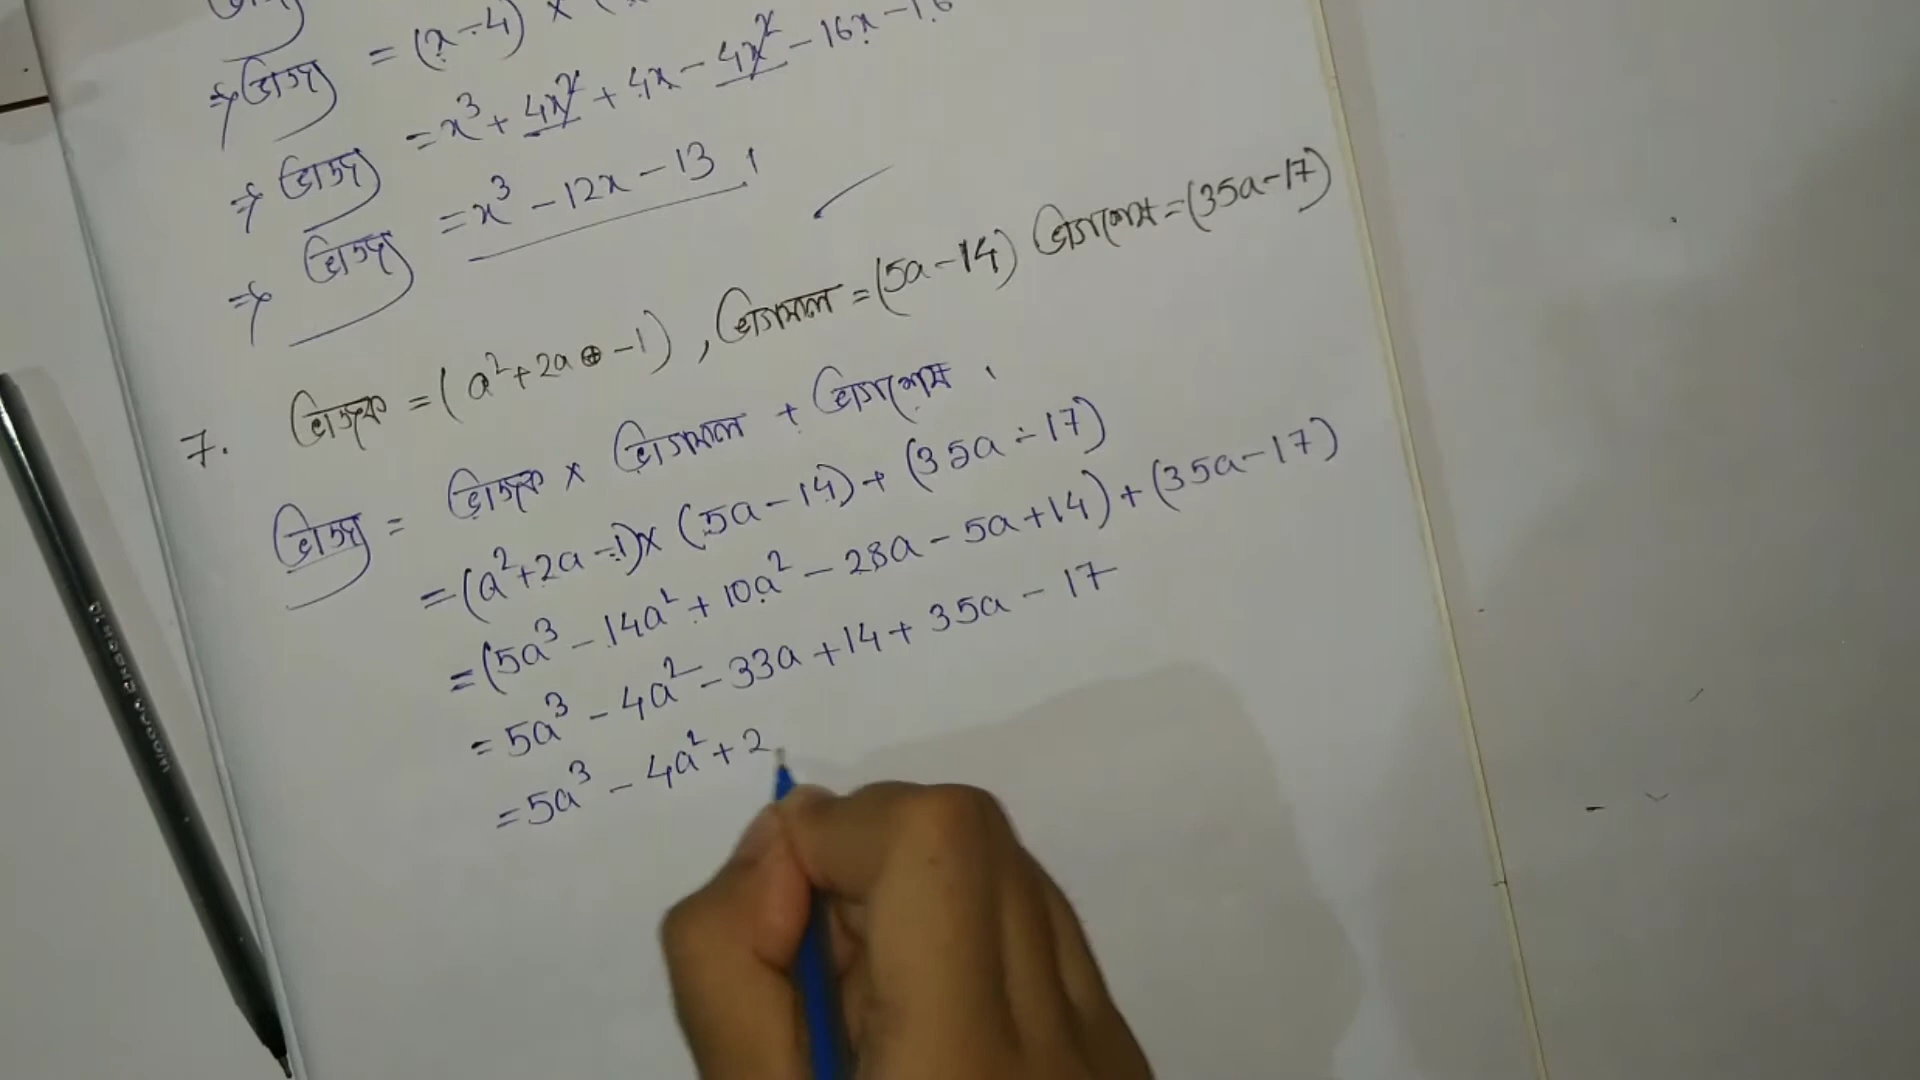 ⇒ ভাজ্য = (x-4) × (
⇒ ভাজ্য = x³ + 4x² + 4x - 4x² - 16x - 16
⇒ ভাজ্য = x³ - 12x - 13 ।
7. ভাজক = (a² + 2a - 1), ভাগফল = (5a - 14) ভাগশেষ = (35a - 17)
ভাজ্য = ভাজক × ভাগফল + ভাগশেষ ।
= (a² + 2a - 1) × (5a - 14) + (35a - 17)
= (5a³ - 14a² + 10a² - 28a - 5a + 14) + (35a - 17)
= 5a³ - 4a² - 33a + 14 + 35a - 17
= 5a³ - 4a² + 2